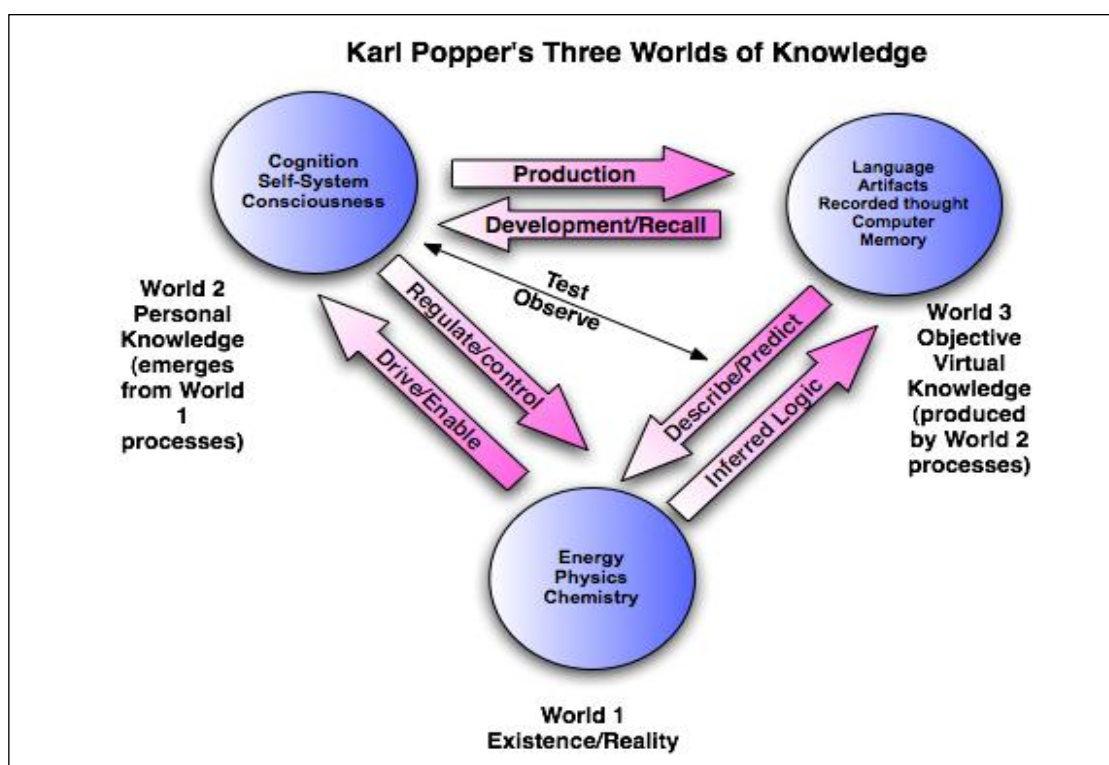 Karl Popper's Three Worlds of Knowledge
Cognition
Self-System
Consciousness
Production
Development/Recall
Language
Artifacts
Recorded thought
Computer
Memory
Test
Observe
World 2
Personal
Knowledge
(emerges
from World
1
processes)
Regulate/control
Drive/Enable
Describe/Predict
Inferred Logic
World 3
Objective
Virtual
Knowledge
(produced
by World 2
processes)
Energy
Physics
Chemistry
World 1
Existence/Reality